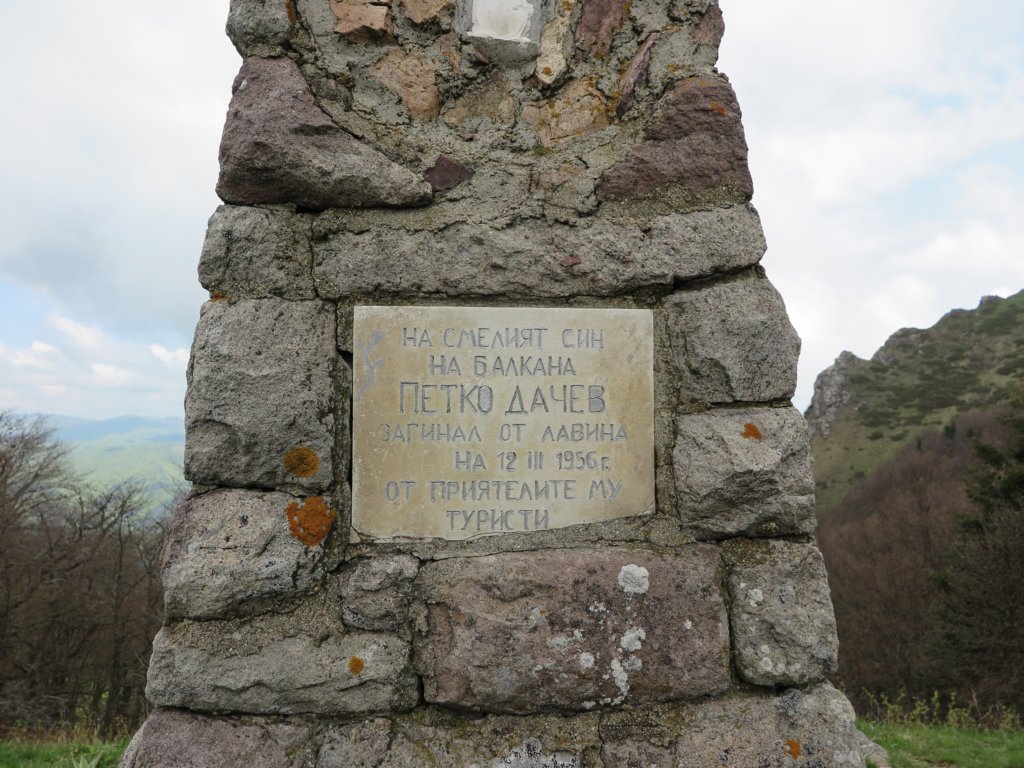 НА СМЕЛИЯТ СИН
НА БАЛКАНА
ПЕТКО ДАЧЕВ
ЗАГИНАЛ ОТ ЛАВИНА
НА 12 III 1956 г.
ОТ ПРИЯТЕЛИТЕ МУ
ТУРИСТИ